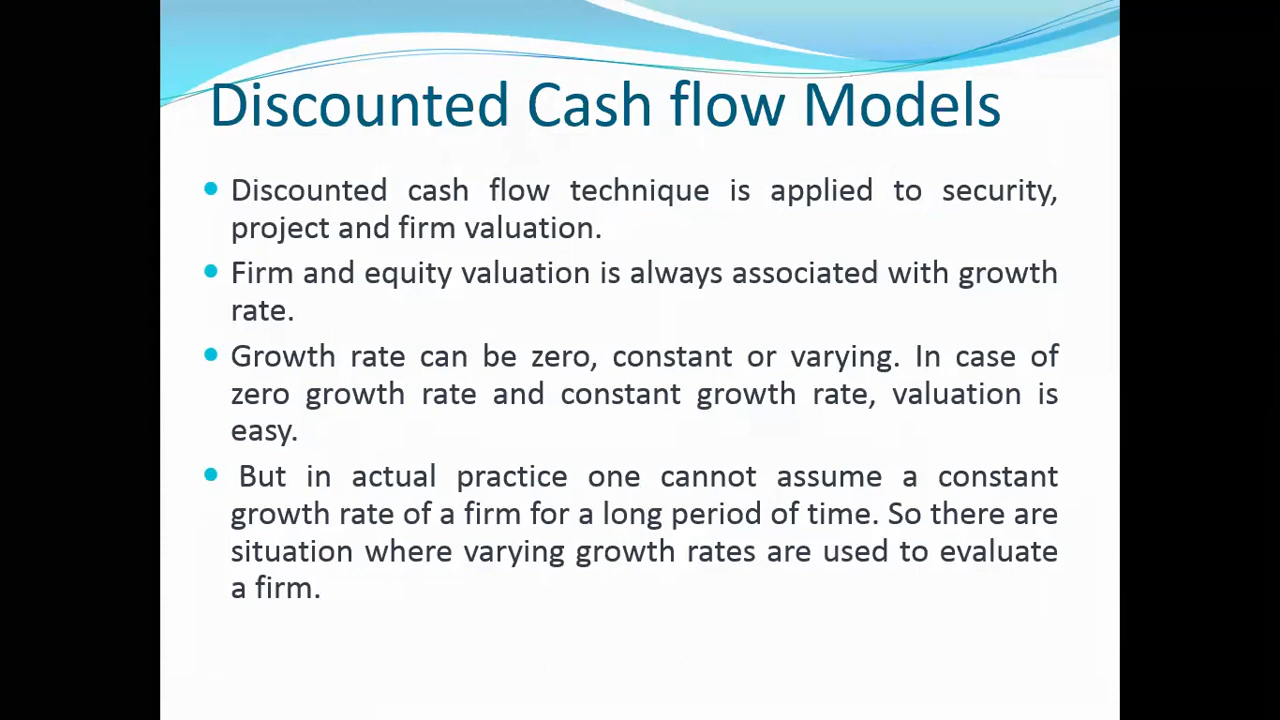 Discounted Cash flow Models
• Discounted cash flow technique is applied to security,
project and firm valuation.
• Firm and equity valuation is always associated with growth
rate.
• Growth rate can be zero, constant or varying. In case of
zero growth rate and constant growth rate, valuation is
easy.
• But in actual practice one cannot assume a constant
growth rate of a firm for a long period of time. So there are
situation where varying growth rates are used to evaluate
a firm.